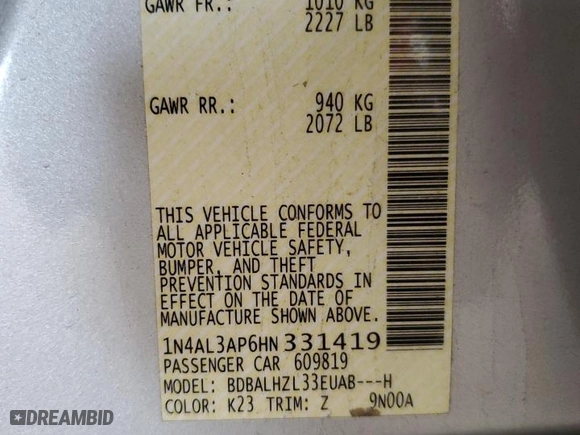 GAWR FR.: 1010 KG
2227 LB
GAWR RR.: 940 KG
2072 LB
THIS VEHICLE CONFORMS TO
ALL APPLICABLE FEDERAL
MOTOR VEHICLE SAFETY,
BUMPER, AND THEFT
PREVENTION STANDARDS IN
EFFECT ON THE DATE OF
MANUFACTURE SHOWN ABOVE.
1N4AL3AP6HN 331419
PASSENGER CAR 609819
MODEL: BDBALHZL33EUAB---H
COLOR: K23 TRIM: Z 9N00A
DREAMBID